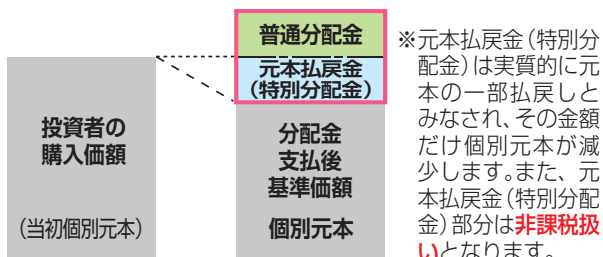 普通分配金
元本払戻金
(特別分配金)
投資者の
購入価額
(当初個別元本)
分配金
支払後
基準価額
個別元本
※元本払戻金(特別分
配金)は実質的に元
本の一部払戻しと
みなされ、その金額
だけ個別元本が減
少します。また、元
本払戻金(特別分配
金)部分は非課税扱
いとなります。